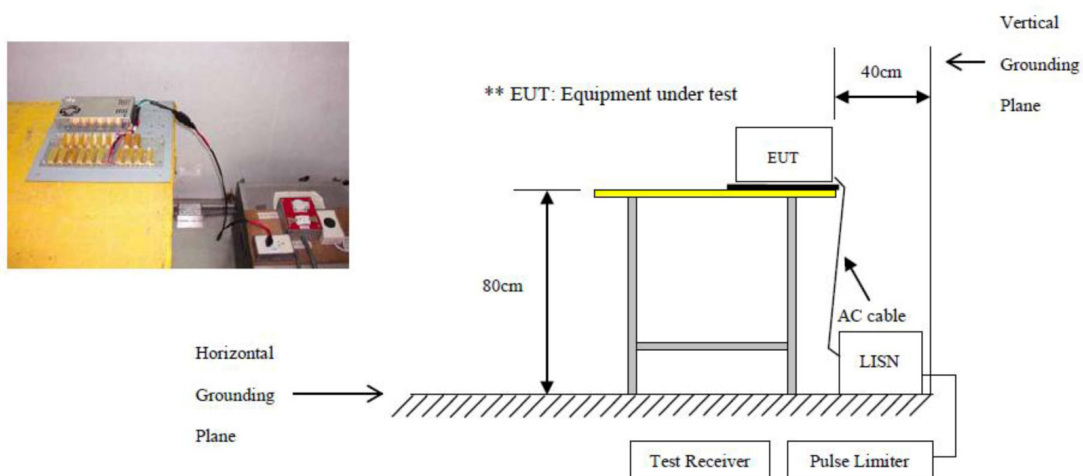 Vertical
Grounding
Plane
40cm
** EUT: Equipment under test
EUT
80cm
AC cable
LISN
Horizontal
Grounding
Plane
Test Receiver
Pulse Limiter